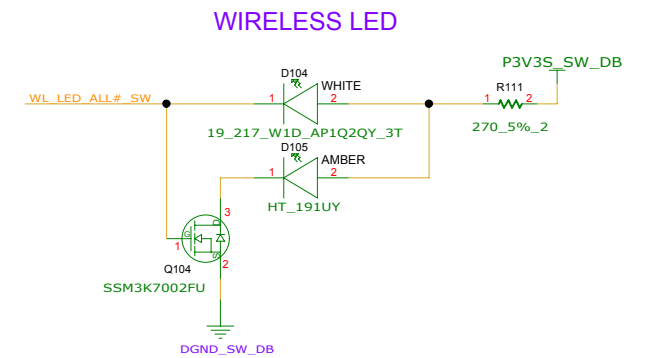 WIRELESS LED
P3V3S_SW_DB
D104
WHITE
R111
WL_LED_ALL#_SW
1
2
1
2
19_217_W1D_AP1Q2QY_3T
270_5%_2
D105
AMBER
1
2
HT_191UY
3
D
G
1
S
2
Q104
SSM3K7002FU
DGND_SW_DB